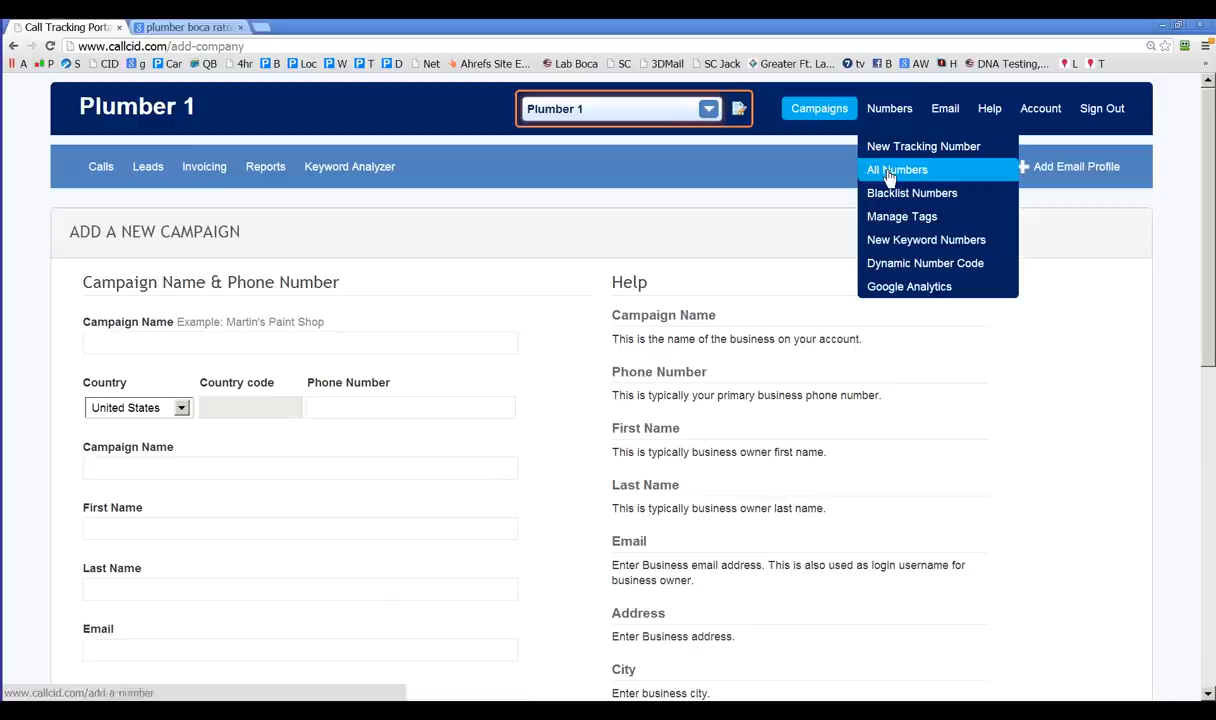 Call Tracking Porta
plumber boca rato
www.callcid.com/add-company
A P Car S CID g Car QB 4hr B Loc W T D Net Ahrefs Site E... Lab Boca SC 3DMail SC Jack Greater Ft. La... tv B AW H DNA Testing,... L T
Plumber 1
Plumber 1
Campaigns Numbers Email Help Account Sign Out
New Tracking Number
All Numbers
Blacklist Numbers
Manage Tags
New Keyword Numbers
Dynamic Number Code
Google Analytics
Calls Leads Invoicing Reports Keyword Analyzer
Add Email Profile
ADD A NEW CAMPAIGN
Campaign Name & Phone Number
Campaign Name Example: Martin's Paint Shop
Country Country code Phone Number
United States
Campaign Name
First Name
Last Name
Email
Help
Campaign Name
This is the name of the business on your account.
Phone Number
This is typically your primary business phone number.
First Name
This is typically business owner first name.
Last Name
This is typically business owner last name.
Email
Enter Business email address. This is also used as login username for
business owner.
Address
Enter Business address.
City
Enter business city.
www.callcid.com/add-a-number